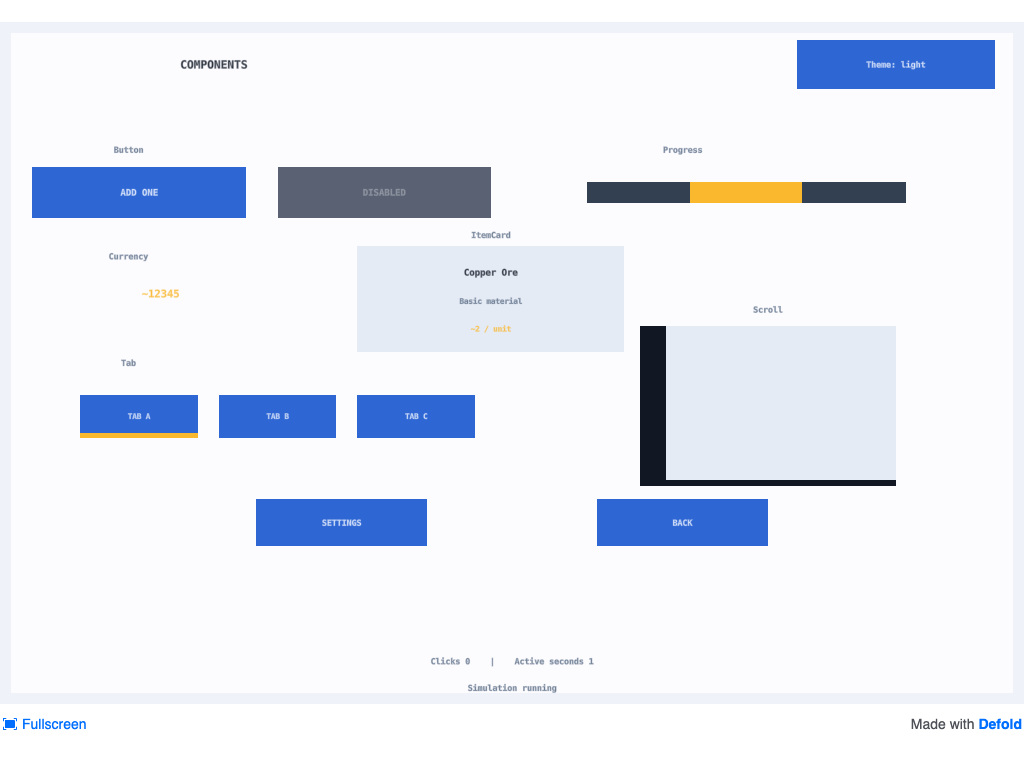 COMPONENTS
Theme: light
Button
Progress
ADD ONE
DISABLED
ItemCard
Currency
Copper Ore
~12345
Basic material
Scroll
~2 / unit
Tab
TAB A
TAB B
TAB C
SETTINGS
BACK
Clicks 0 | Active seconds 1
Simulation running
Fullscreen
Made with Defold